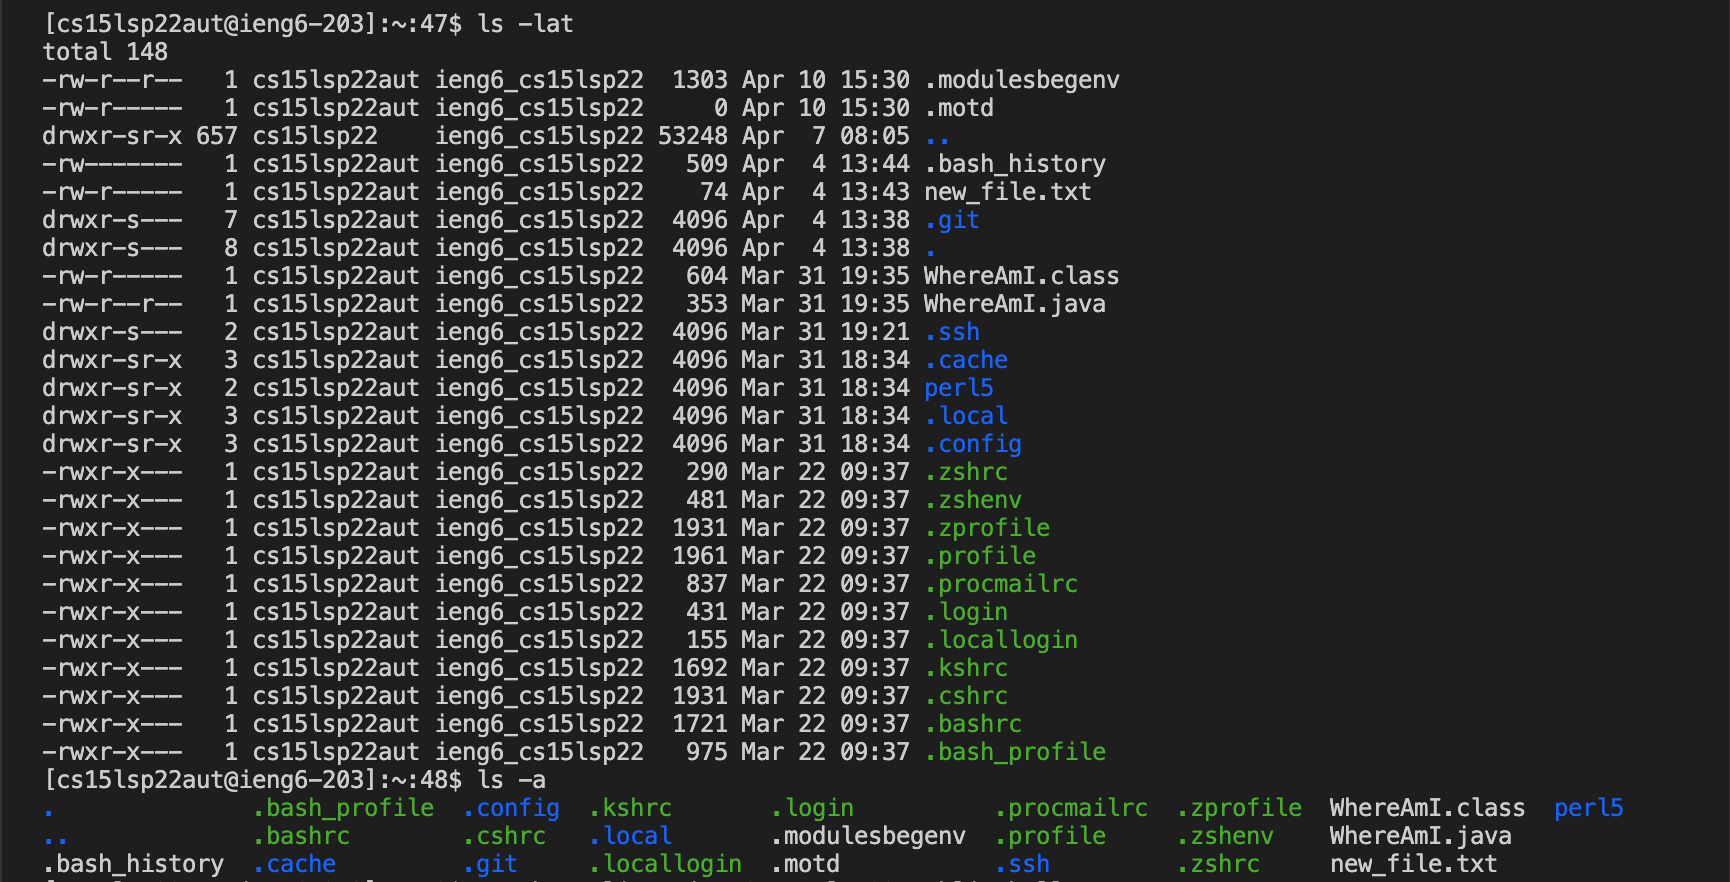 [cs15lsp22aut@ieng6-203]:~:47$ ls -lat
total 148
-rw-r--r--   1 cs15lsp22aut ieng6_cs15lsp22  1303 Apr 10 15:30 .modulesbegenv
-rw-r-----   1 cs15lsp22aut ieng6_cs15lsp22     0 Apr 10 15:30 .motd
drwxr-sr-x 657 cs15lsp22    ieng6_cs15lsp22 53248 Apr  7 08:05 ..
-rw-------   1 cs15lsp22aut ieng6_cs15lsp22   509 Apr  4 13:44 .bash_history
-rw-r-----   1 cs15lsp22aut ieng6_cs15lsp22    74 Apr  4 13:43 new_file.txt
drwxr-s---   7 cs15lsp22aut ieng6_cs15lsp22  4096 Apr  4 13:38 .git
drwxr-s---   8 cs15lsp22aut ieng6_cs15lsp22  4096 Apr  4 13:38 .
-rw-r-----   1 cs15lsp22aut ieng6_cs15lsp22   604 Mar 31 19:35 WhereAmI.class
-rw-r--r--   1 cs15lsp22aut ieng6_cs15lsp22   353 Mar 31 19:35 WhereAmI.java
drwxr-s---   2 cs15lsp22aut ieng6_cs15lsp22  4096 Mar 31 19:21 .ssh
drwxr-sr-x   3 cs15lsp22aut ieng6_cs15lsp22  4096 Mar 31 18:34 .cache
drwxr-sr-x   2 cs15lsp22aut ieng6_cs15lsp22  4096 Mar 31 18:34 perl5
drwxr-sr-x   3 cs15lsp22aut ieng6_cs15lsp22  4096 Mar 31 18:34 .local
drwxr-sr-x   3 cs15lsp22aut ieng6_cs15lsp22  4096 Mar 31 18:34 .config
-rwxr-x---   1 cs15lsp22aut ieng6_cs15lsp22   290 Mar 22 09:37 .zshrc
-rwxr-x---   1 cs15lsp22aut ieng6_cs15lsp22   481 Mar 22 09:37 .zshenv
-rwxr-x---   1 cs15lsp22aut ieng6_cs15lsp22  1931 Mar 22 09:37 .zprofile
-rwxr-x---   1 cs15lsp22aut ieng6_cs15lsp22  1961 Mar 22 09:37 .profile
-rwxr-x---   1 cs15lsp22aut ieng6_cs15lsp22   837 Mar 22 09:37 .procmailrc
-rwxr-x---   1 cs15lsp22aut ieng6_cs15lsp22   431 Mar 22 09:37 .login
-rwxr-x---   1 cs15lsp22aut ieng6_cs15lsp22   155 Mar 22 09:37 .locallogin
-rwxr-x---   1 cs15lsp22aut ieng6_cs15lsp22  1692 Mar 22 09:37 .kshrc
-rwxr-x---   1 cs15lsp22aut ieng6_cs15lsp22  1931 Mar 22 09:37 .cshrc
-rwxr-x---   1 cs15lsp22aut ieng6_cs15lsp22  1721 Mar 22 09:37 .bashrc
-rwxr-x---   1 cs15lsp22aut ieng6_cs15lsp22   975 Mar 22 09:37 .bash_profile
[cs15lsp22aut@ieng6-203]:~:48$ ls -a
.              .bash_profile  .config  .kshrc       .login          .procmailrc  .zprofile  WhereAmI.class  perl5
..             .bashrc        .cshrc   .local       .modulesbegenv  .profile     .zshenv    WhereAmI.java
.bash_history  .cache         .git     .locallogin  .motd           .ssh         .zshrc     new_file.txt